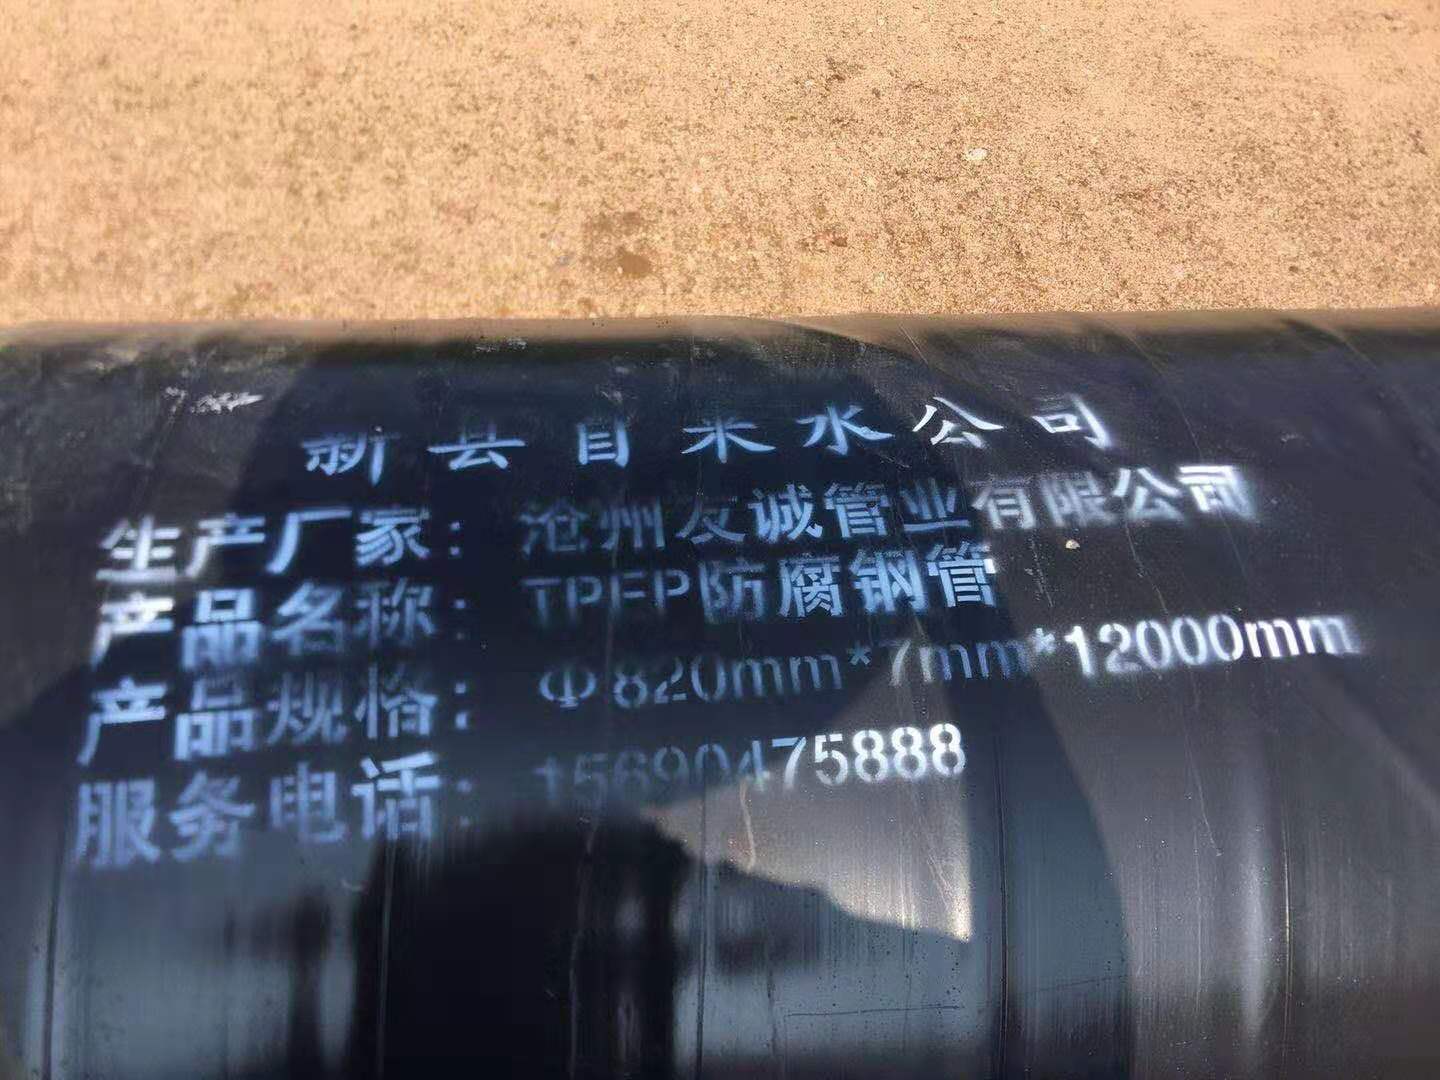 新县自来水公司
生产厂家：沧州友诚管业有限公司
产品名称：TPEP防腐钢管
产品规格：Φ820mm*7mm*12000mm
服务电话：15690475888